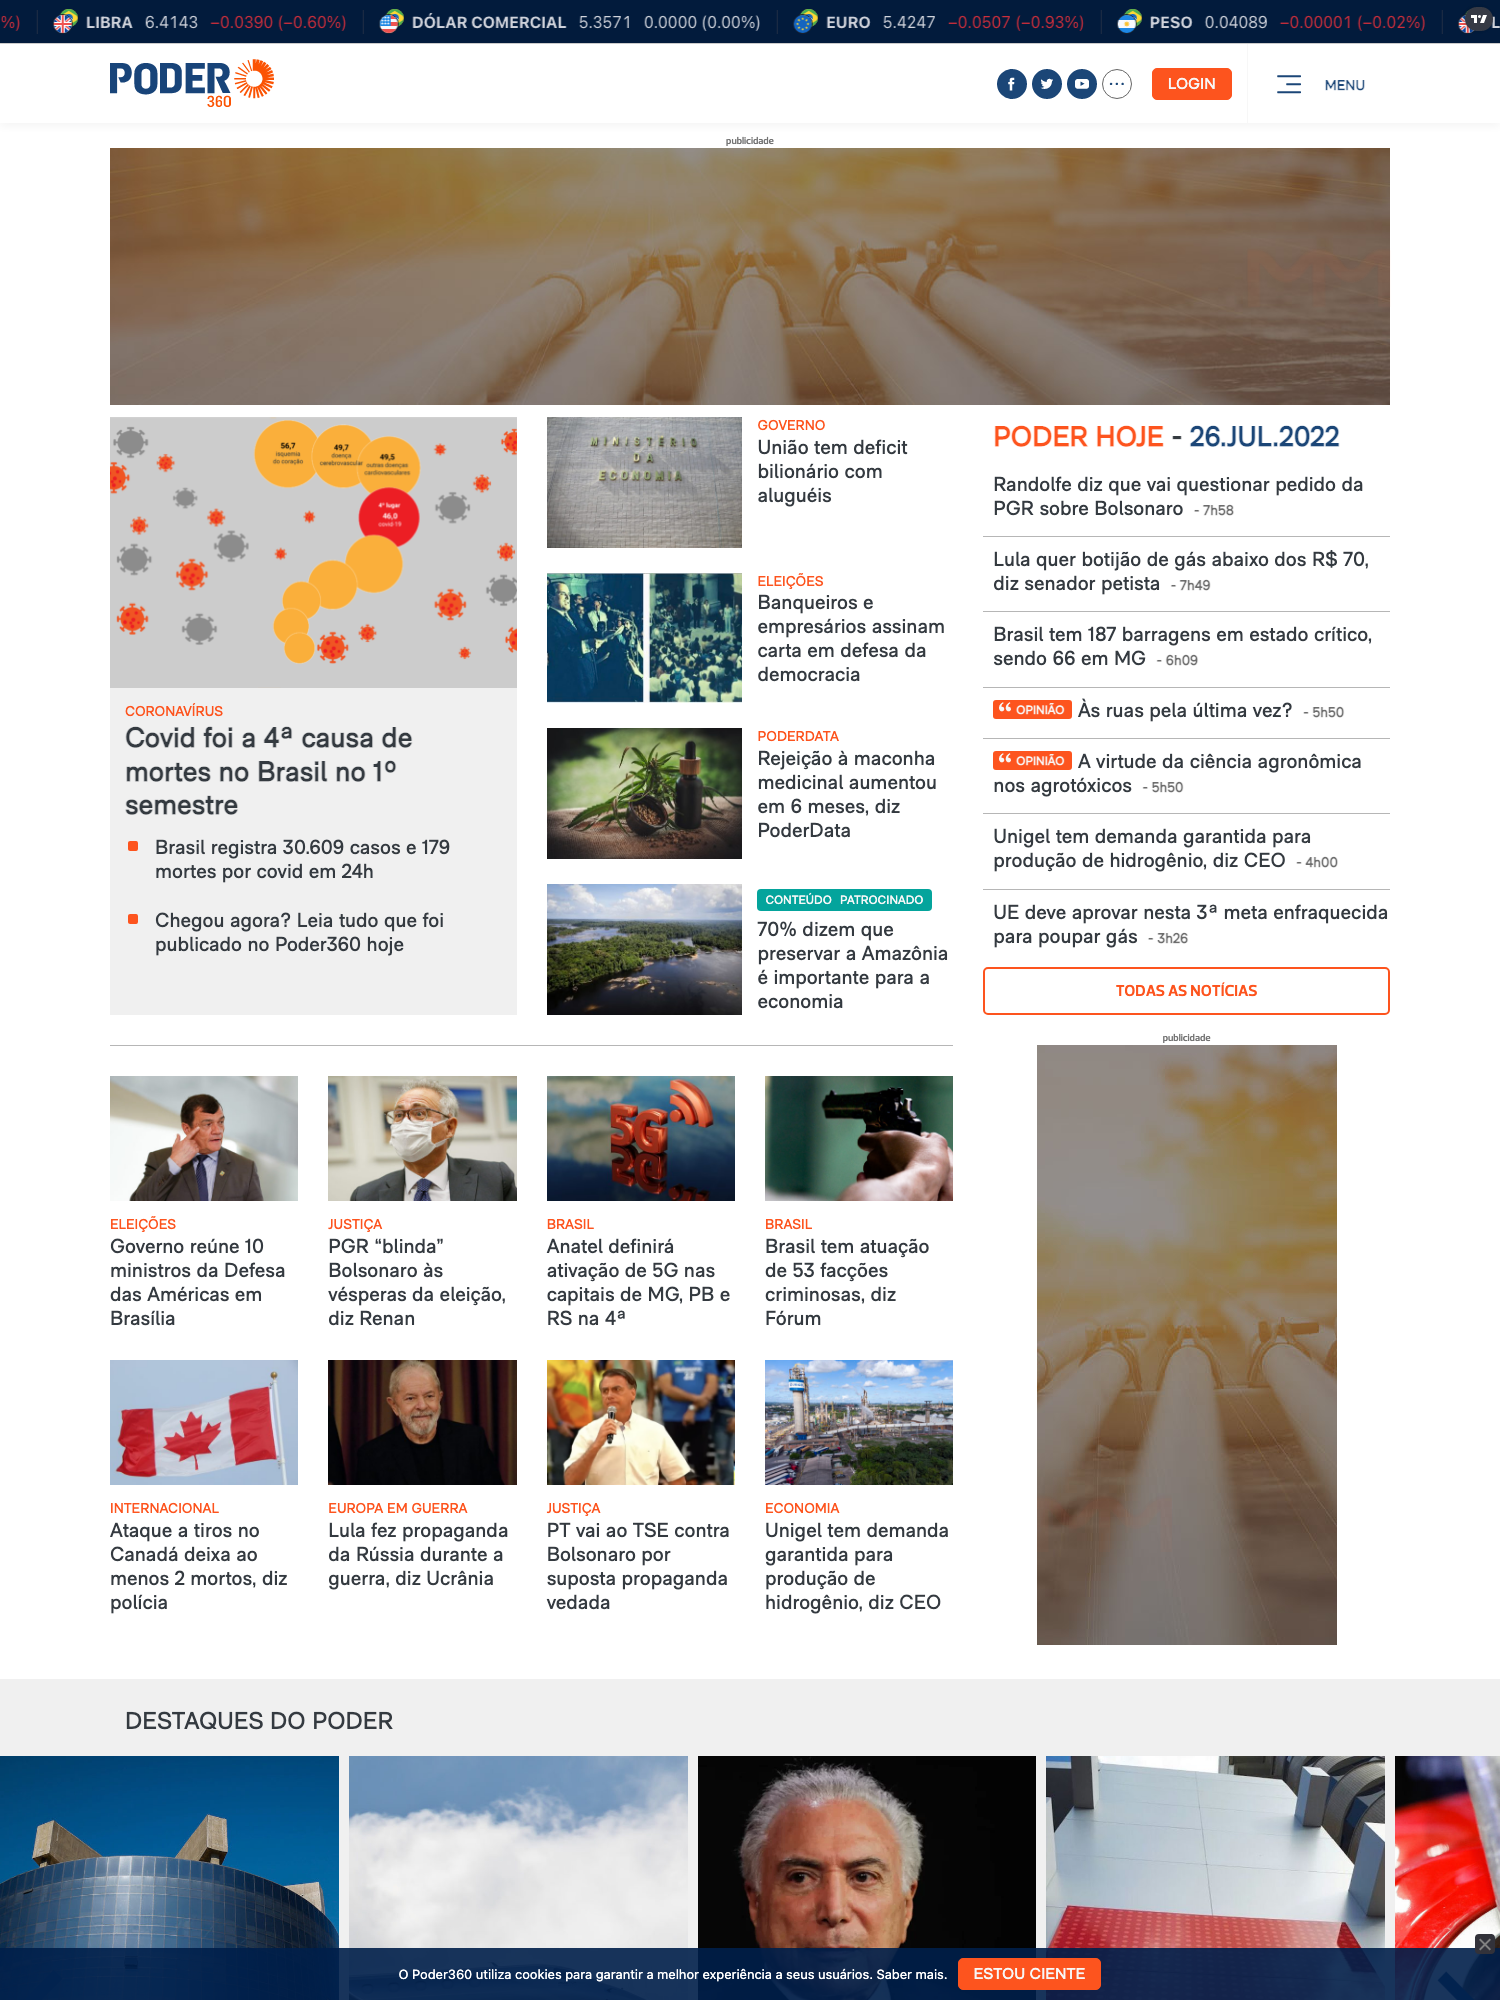 %)
LIBRA 6.4143 −0.0390 (−0.60%)
DÓLAR COMERCIAL 5.3571 0.0000 (0.00%)
EURO 5.4247 −0.0507 (−0.93%)
PESO 0.04089 −0.00001 (−0.02%)
PODER
360
LOGIN
MENU
publicidade
56,7
isquemia
do coração
49,7
doença
cerebrovascular
49,5
outras doenças
cardiovasculares
4º lugar
46,0
covid-19
CORONAVÍRUS
Covid foi a 4ª causa de
mortes no Brasil no 1º
semestre
Brasil registra 30.609 casos e 179
mortes por covid em 24h
Chegou agora? Leia tudo que foi
publicado no Poder360 hoje
MINISTERIO
DA
ECONOMIA
GOVERNO
União tem deficit
bilionário com
aluguéis
ELEIÇÕES
Banqueiros e
empresários assinam
carta em defesa da
democracia
PODERDATA
Rejeição à maconha
medicinal aumentou
em 6 meses, diz
PoderData
CONTEÚDO PATROCINADO
70% dizem que
preservar a Amazônia
é importante para a
economia
PODER HOJE - 26.JUL.2022
Randolfe diz que vai questionar pedido da
PGR sobre Bolsonaro - 7h58
Lula quer botijão de gás abaixo dos R$ 70,
diz senador petista - 7h49
Brasil tem 187 barragens em estado crítico,
sendo 66 em MG - 6h09
OPINIÃO Às ruas pela última vez? - 5h50
OPINIÃO A virtude da ciência agronômica
nos agrotóxicos - 5h50
Unigel tem demanda garantida para
produção de hidrogênio, diz CEO - 4h00
UE deve aprovar nesta 3ª meta enfraquecida
para poupar gás - 3h26
TODAS AS NOTÍCIAS
publicidade
5G
ELEIÇÕES
Governo reúne 10
ministros da Defesa
das Américas em
Brasília
JUSTIÇA
PGR “blinda”
Bolsonaro às
vésperas da eleição,
diz Renan
BRASIL
Anatel definirá
ativação de 5G nas
capitais de MG, PB e
RS na 4ª
BRASIL
Brasil tem atuação
de 53 facções
criminosas, diz
Fórum
INTERNACIONAL
Ataque a tiros no
Canadá deixa ao
menos 2 mortos, diz
polícia
EUROPA EM GUERRA
Lula fez propaganda
da Rússia durante a
guerra, diz Ucrânia
JUSTIÇA
PT vai ao TSE contra
Bolsonaro por
suposta propaganda
vedada
ECONOMIA
Unigel tem demanda
garantida para
produção de
hidrogênio, diz CEO
DESTAQUES DO PODER
O Poder360 utiliza cookies para garantir a melhor experiência a seus usuários. Saber mais.
ESTOU CIENTE